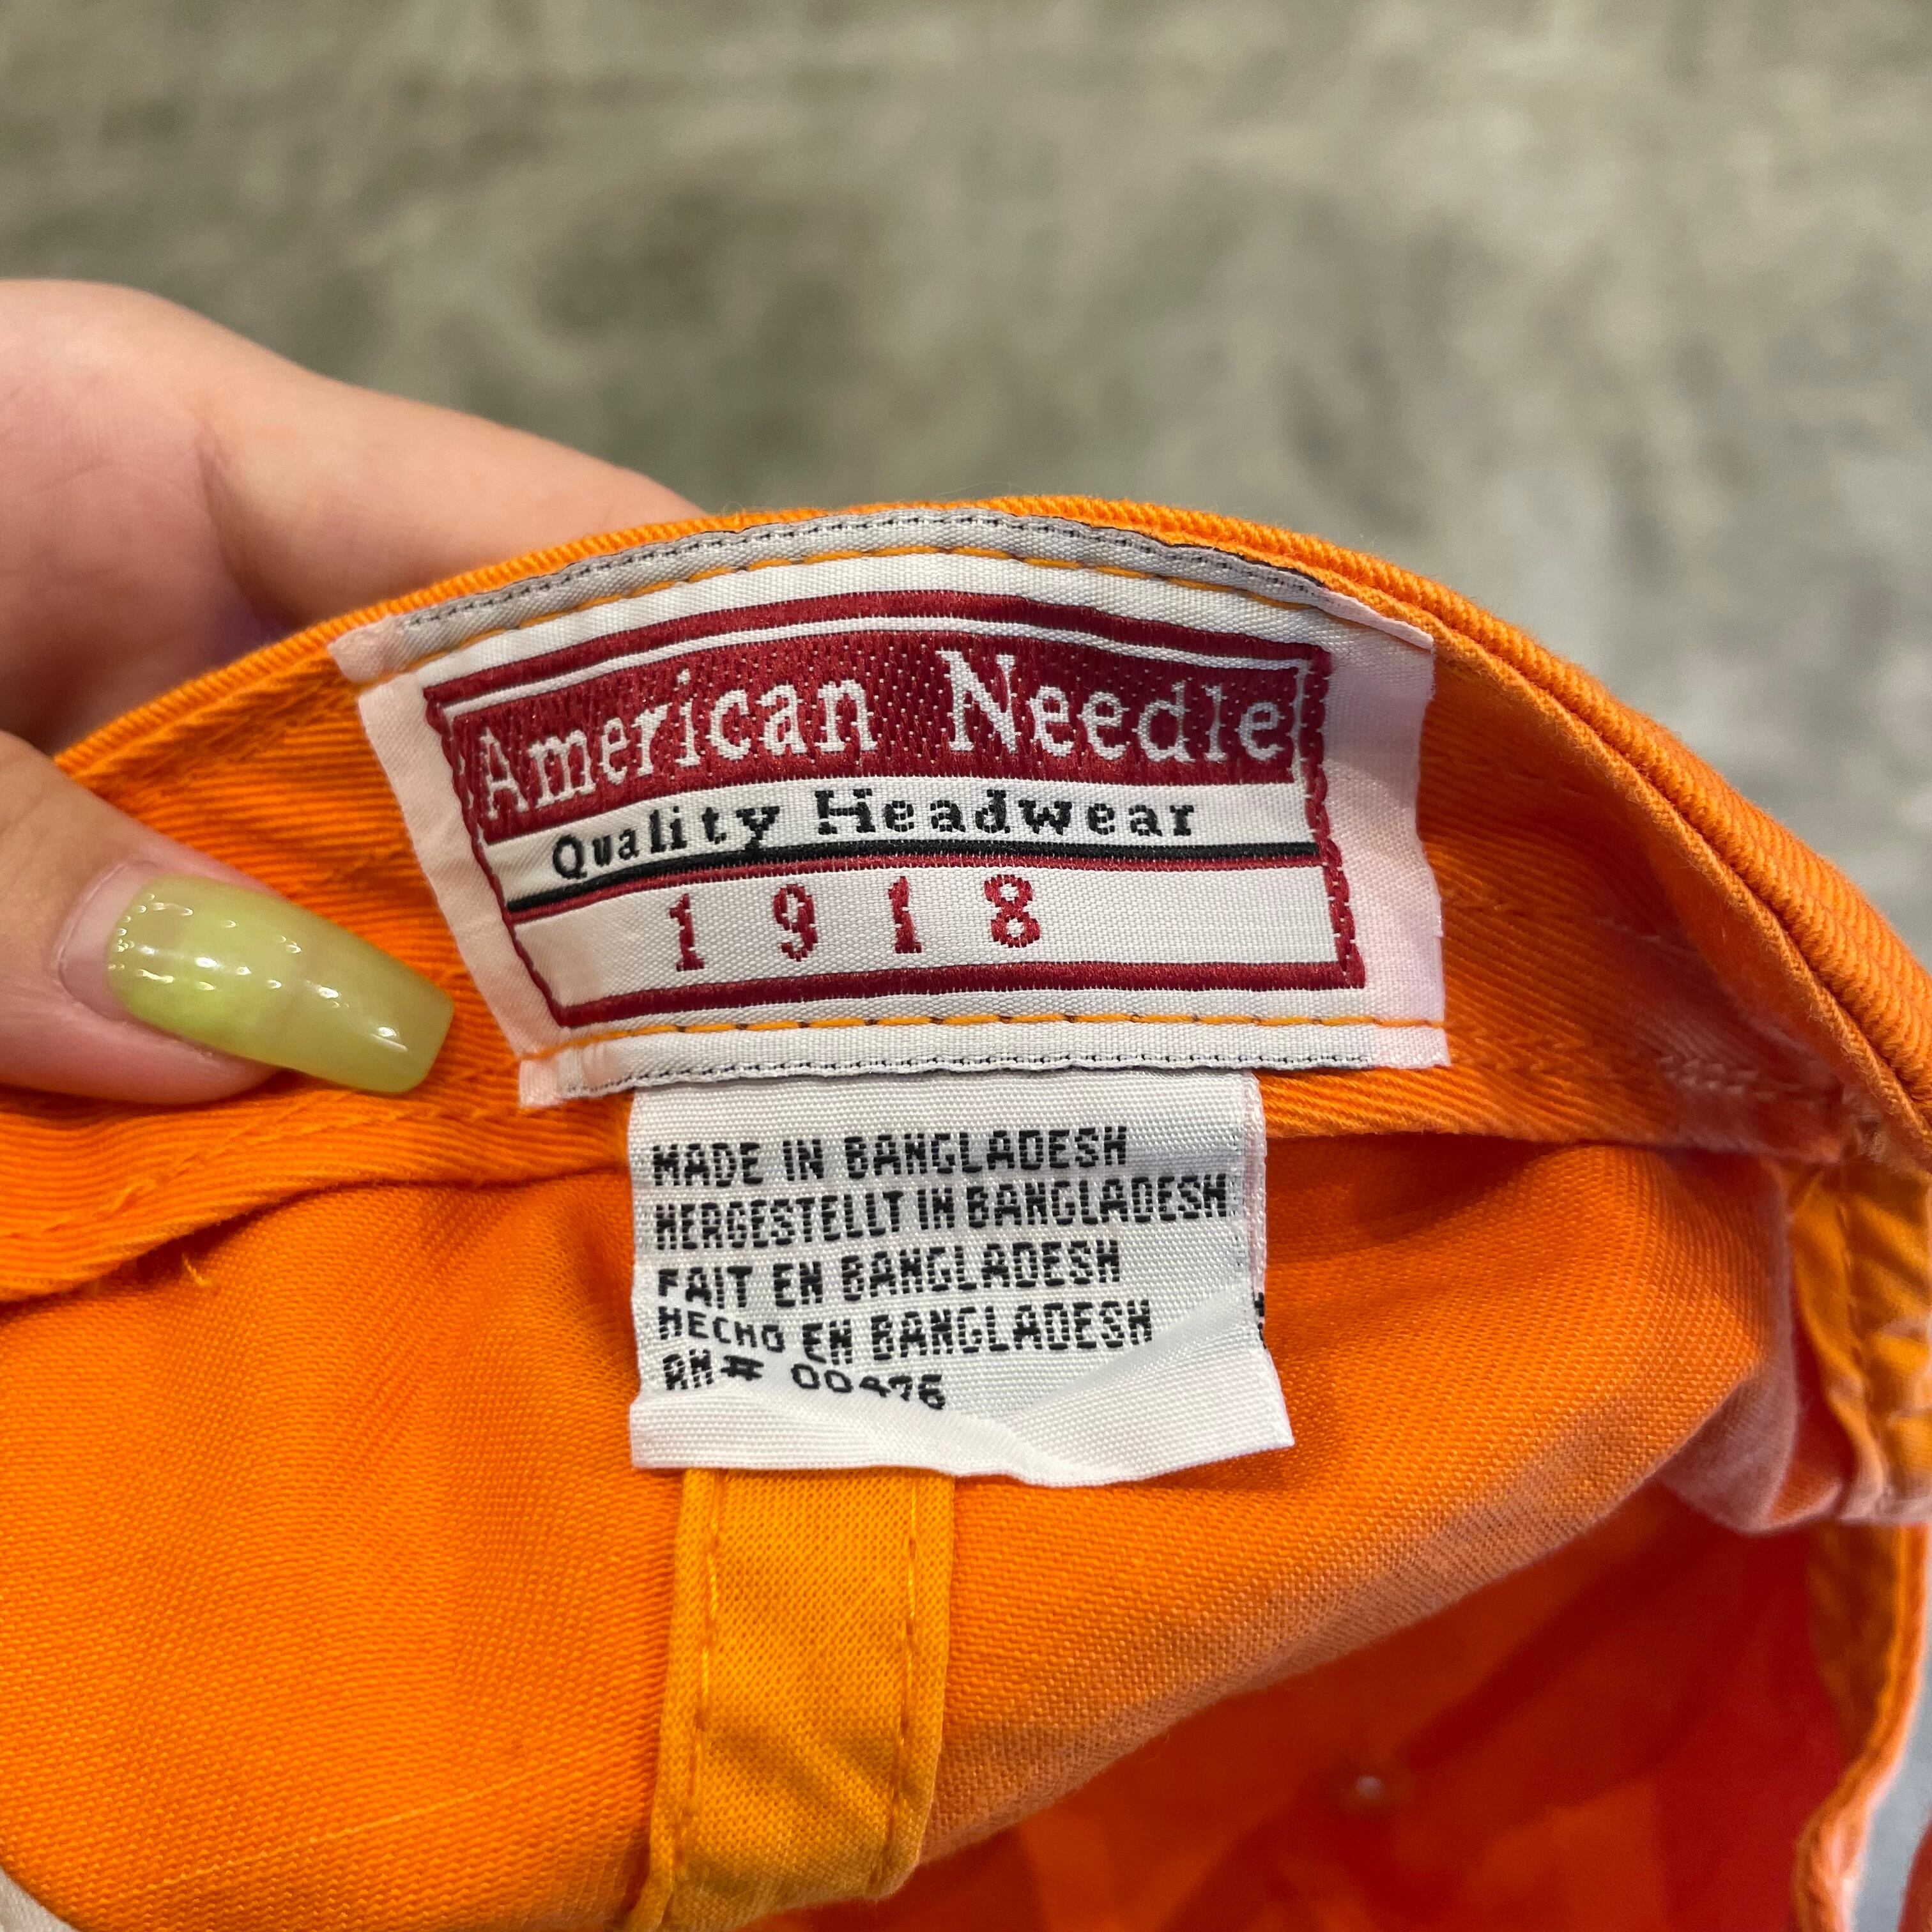 American Needle
Quality Headwear
1918
MADE IN BANGLADESH
HERGESTELLT IN BANGLADESH
FAIT EN BANGLADESH
HECHO EN BANGLADESH
RN# 00476